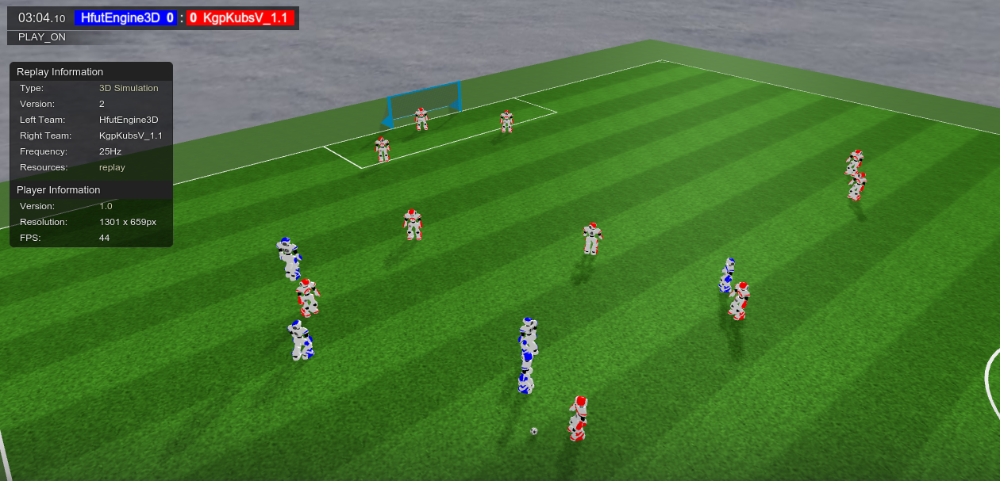 03:04.10 HfutEngine3D 0 : 0 KgpKubsV_1.1
PLAY_ON
Replay Information
Type: 3D Simulation
Version: 2
Left Team: HfutEngine3D
Right Team: KgpKubsV_1.1
Frequency: 25Hz
Resources: replay
Player Information
Version: 1.0
Resolution: 1301 x 659px
FPS: 44